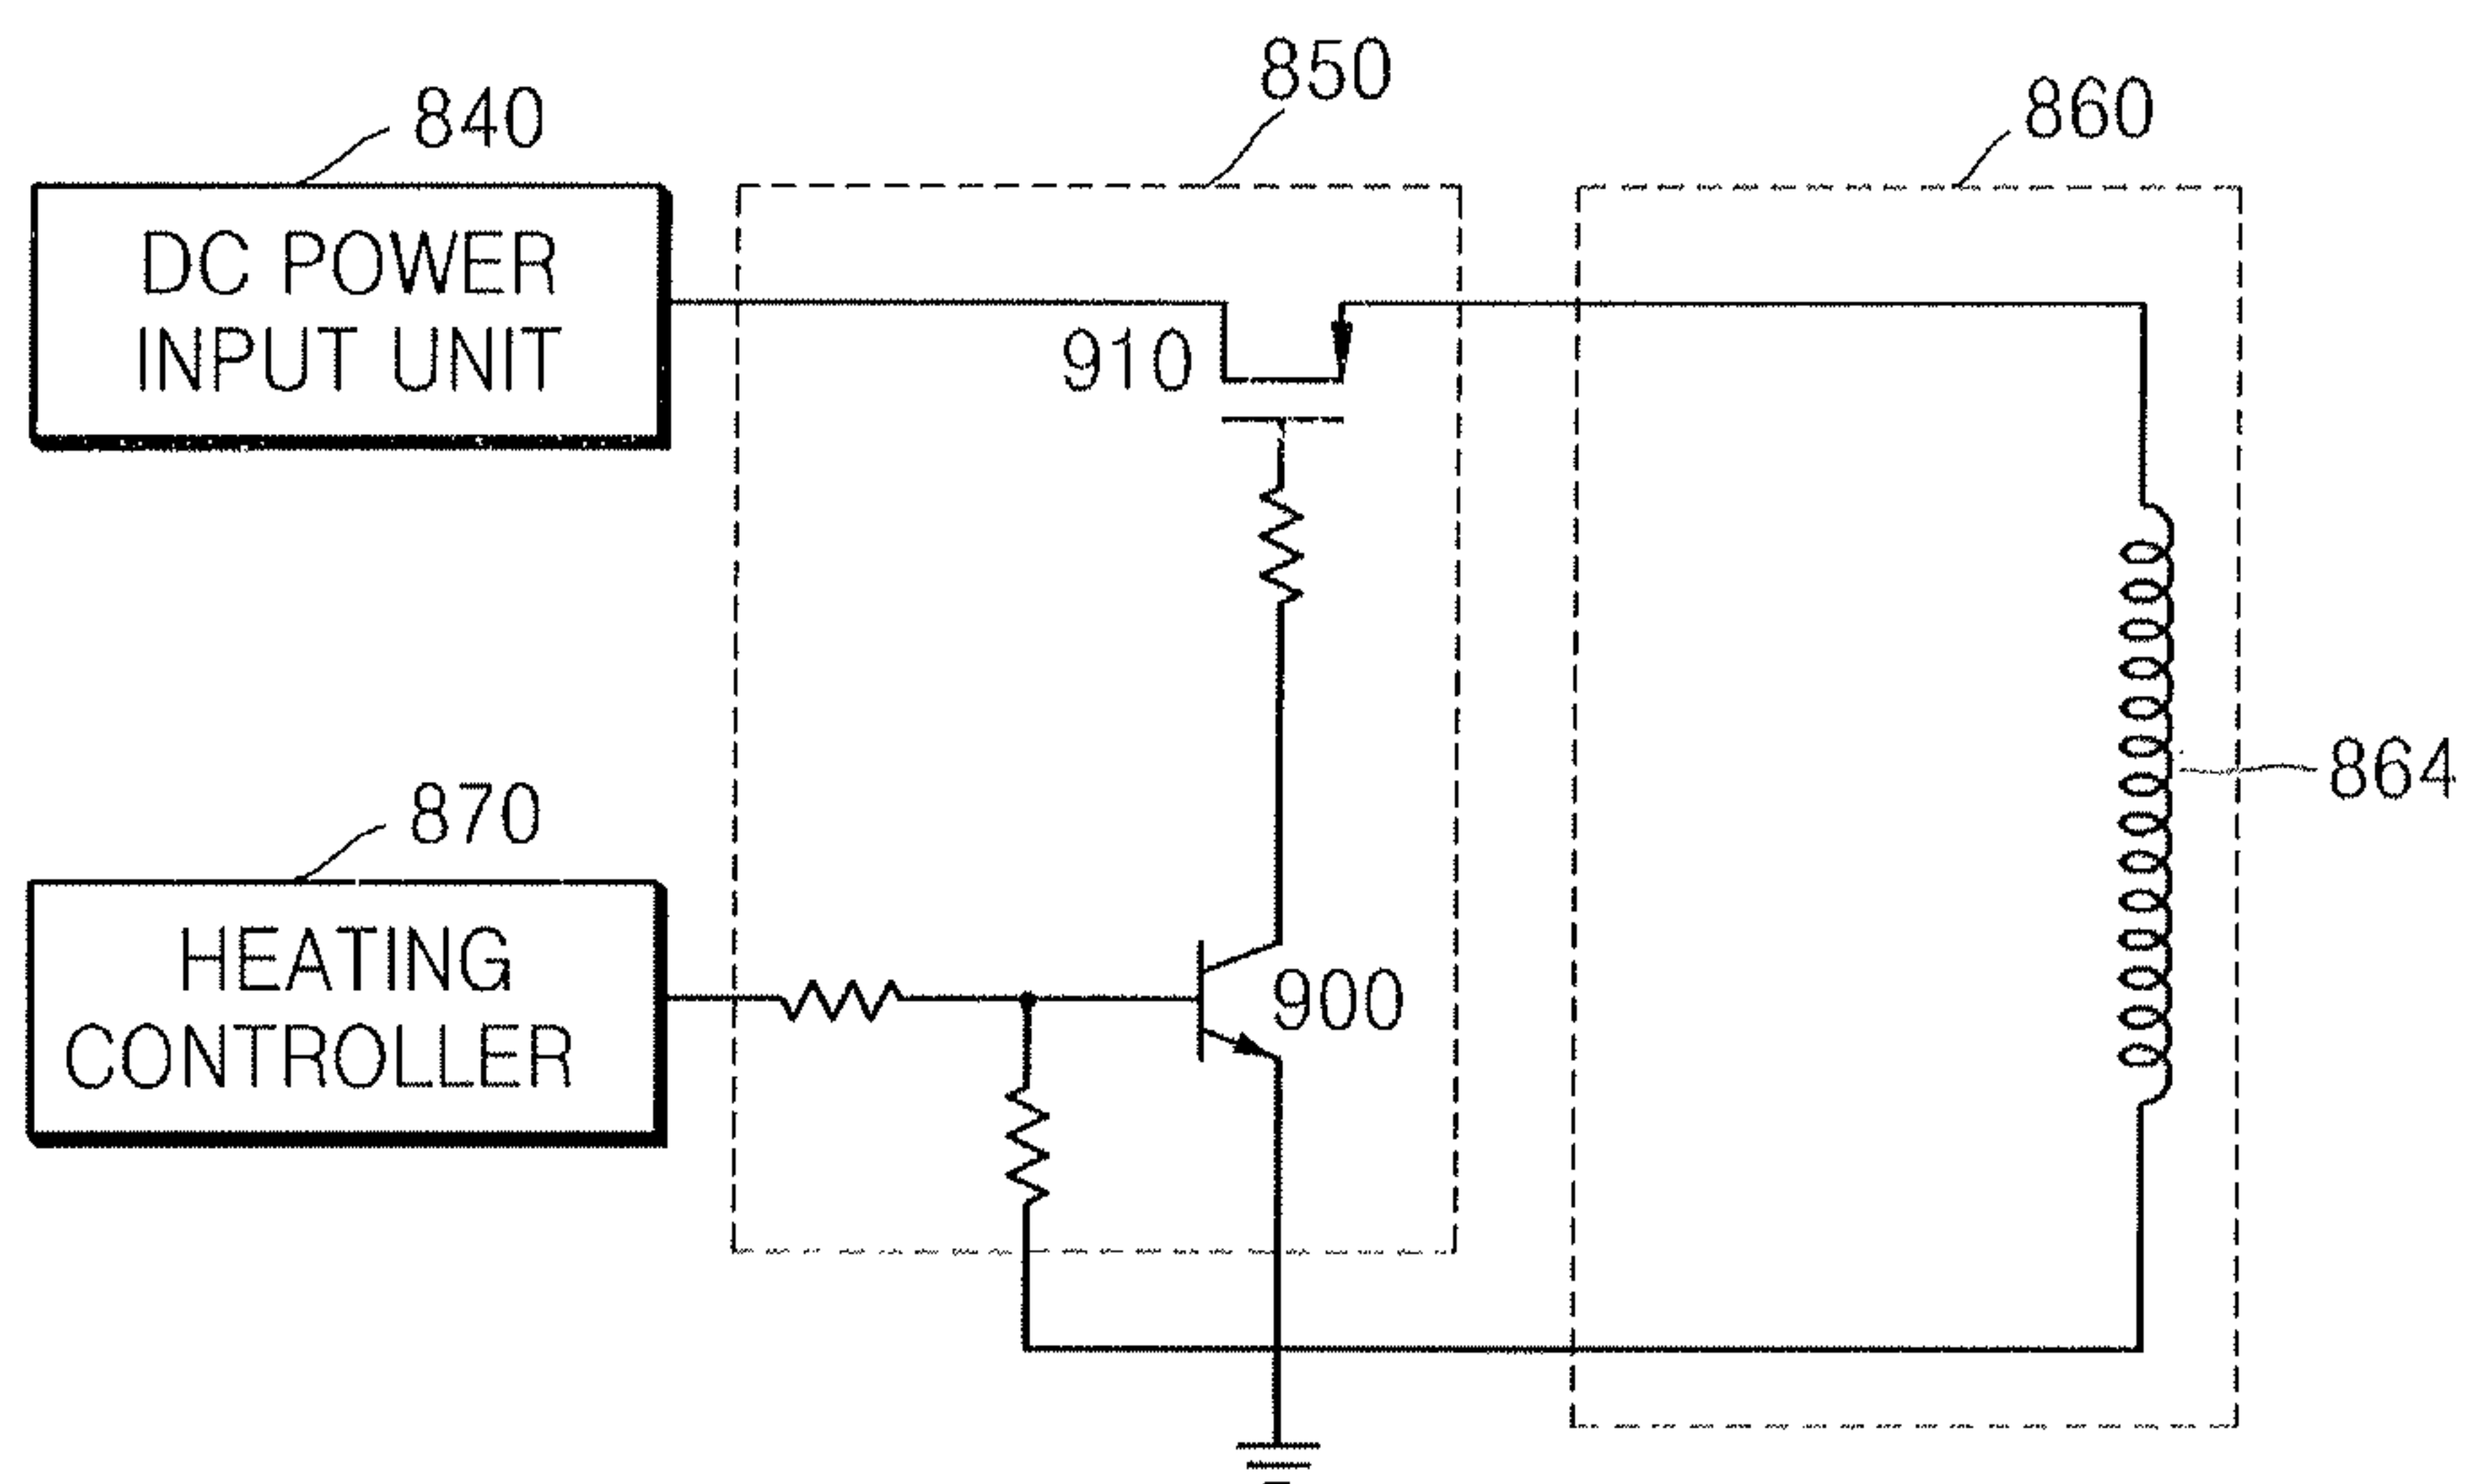 850
860
840
DC POWER
INPUT UNIT
910
864
870
HEATING
CONTROLLER
900